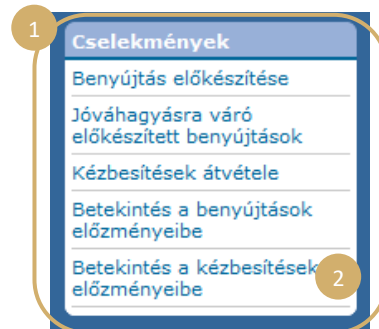 1
Cselekmények
Benyújtás előkészítése
Jóváhagyásra váró
előkészített benyújtások
Kézbesítések átvétele
Betekintés a benyújtások
előzményeibe
Betekintés a kézbesítések
2
előzményeibe